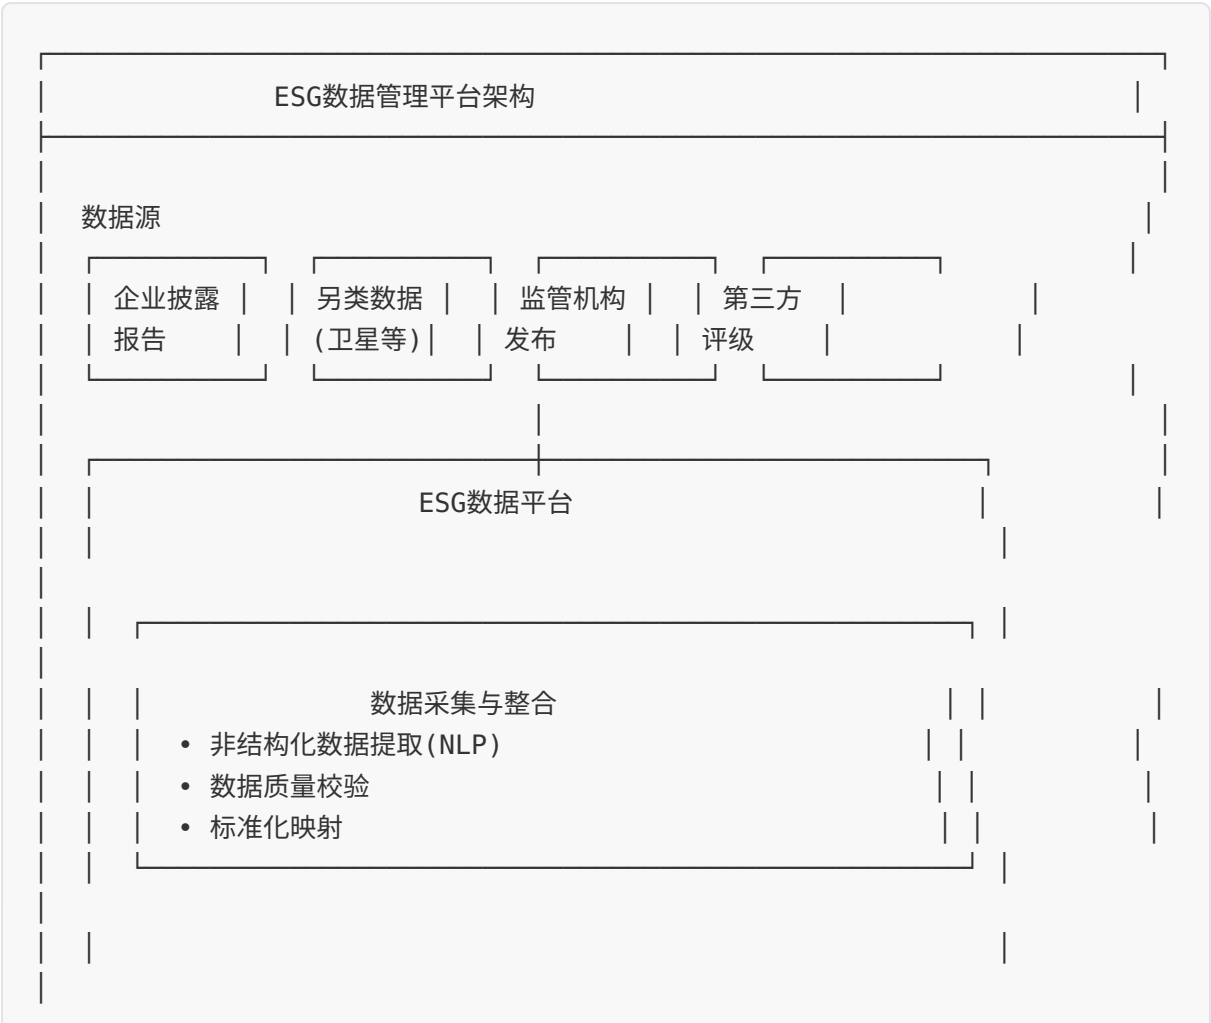 ESG数据管理平台架构
数据源
企业披露 另类数据 监管机构 第三方
报告 (卫星等) 发布 评级
ESG数据平台
数据采集与整合
• 非结构化数据提取(NLP)
• 数据质量校验
• 标准化映射